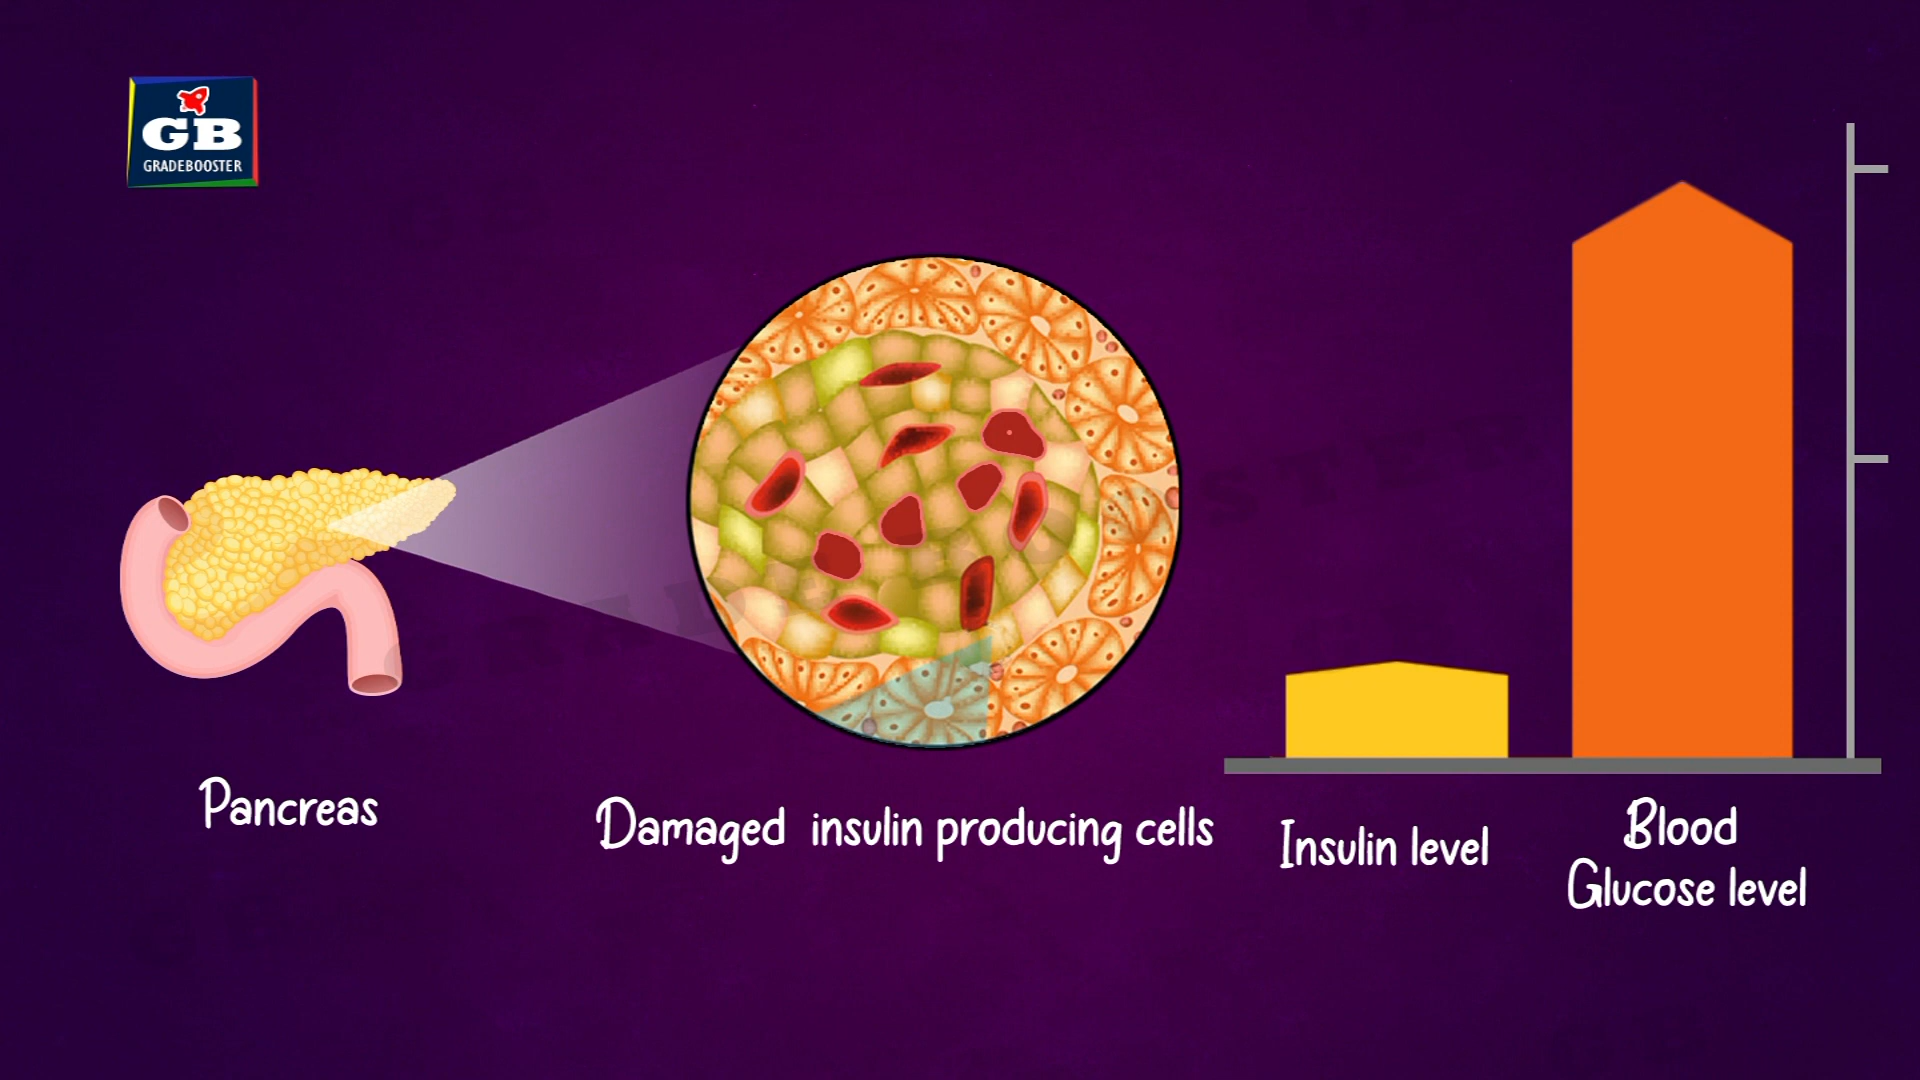 GB
GRADEBOOSTER
Pancreas
Damaged insulin producing cells
Insulin level
Blood
Glucose level